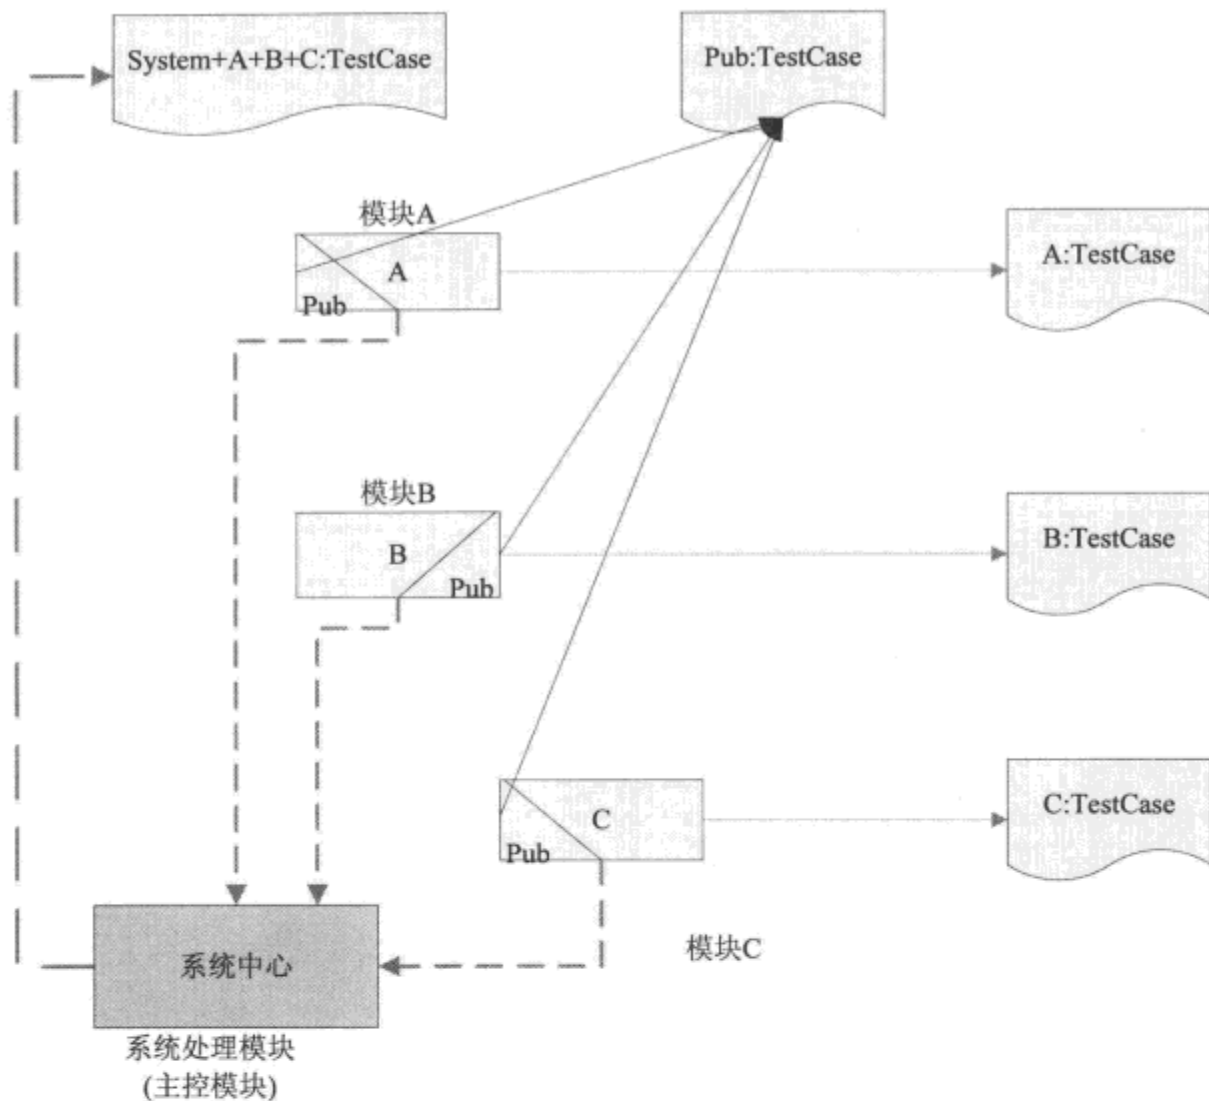 System+A+B+C:TestCase
Pub:TestCase
模块A
A
Pub
A:TestCase
模块B
B
Pub
B:TestCase
C
Pub
C:TestCase
模块C
系统中心
系统处理模块
(主控模块)